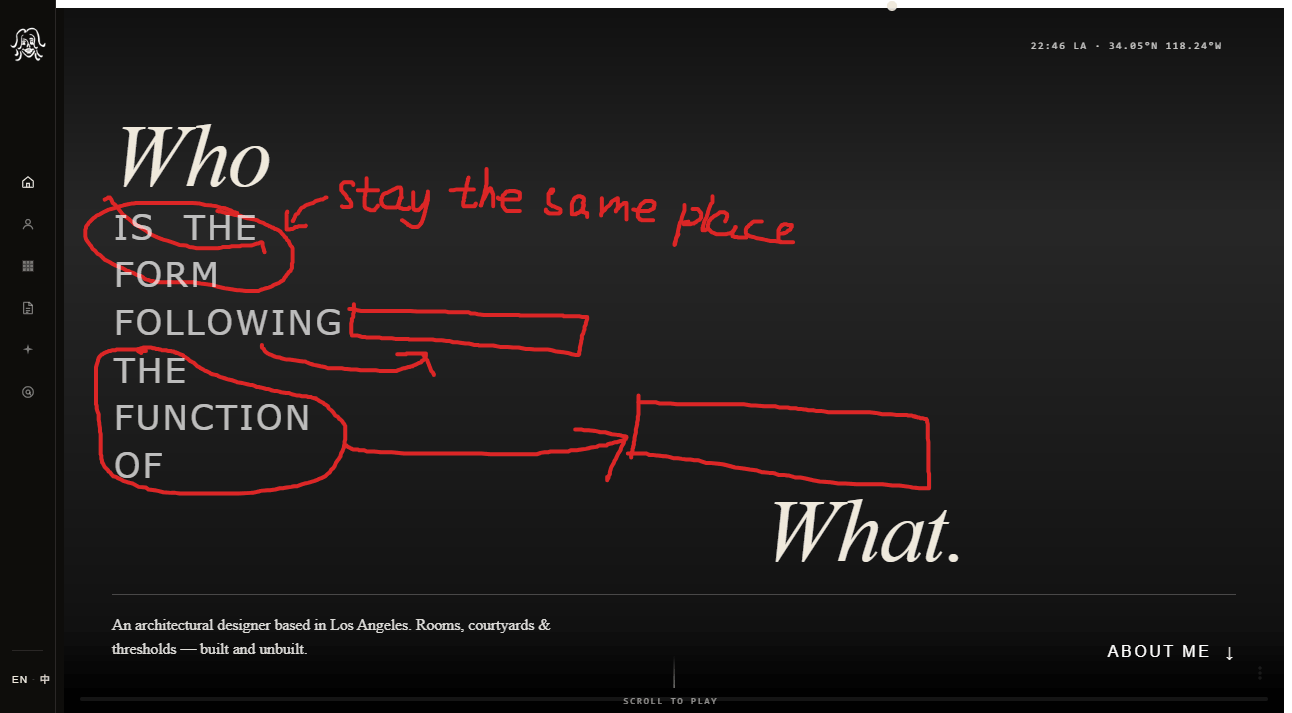 22:46 LA · 34.05°N 118.24°W
Who
stay the same place
IS THE
FORM
FOLLOWING
THE
FUNCTION
OF
What.
An architectural designer based in Los Angeles. Rooms, courtyards &
thresholds — built and unbuilt.
ABOUT ME ↓
EN · 中
SCROLL TO PLAY